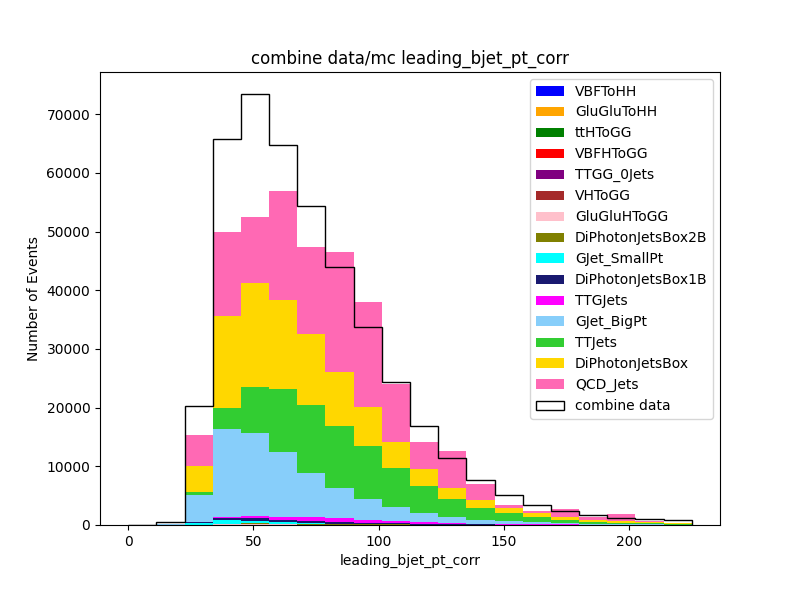 combine data/mc leading_bjet_pt_corr
Number of Events
70000
60000
50000
40000
30000
20000
10000
0
0
50
100
150
200
leading_bjet_pt_corr
VBFToHH
GluGluToHH
ttHToGG
VBFHToGG
TTGG_0Jets
VHToGG
GluGluHToGG
DiPhotonJetsBox2B
GJet_SmallPt
DiPhotonJetsBox1B
TTGJets
GJet_BigPt
TTJets
DiPhotonJetsBox
QCD_Jets
combine data